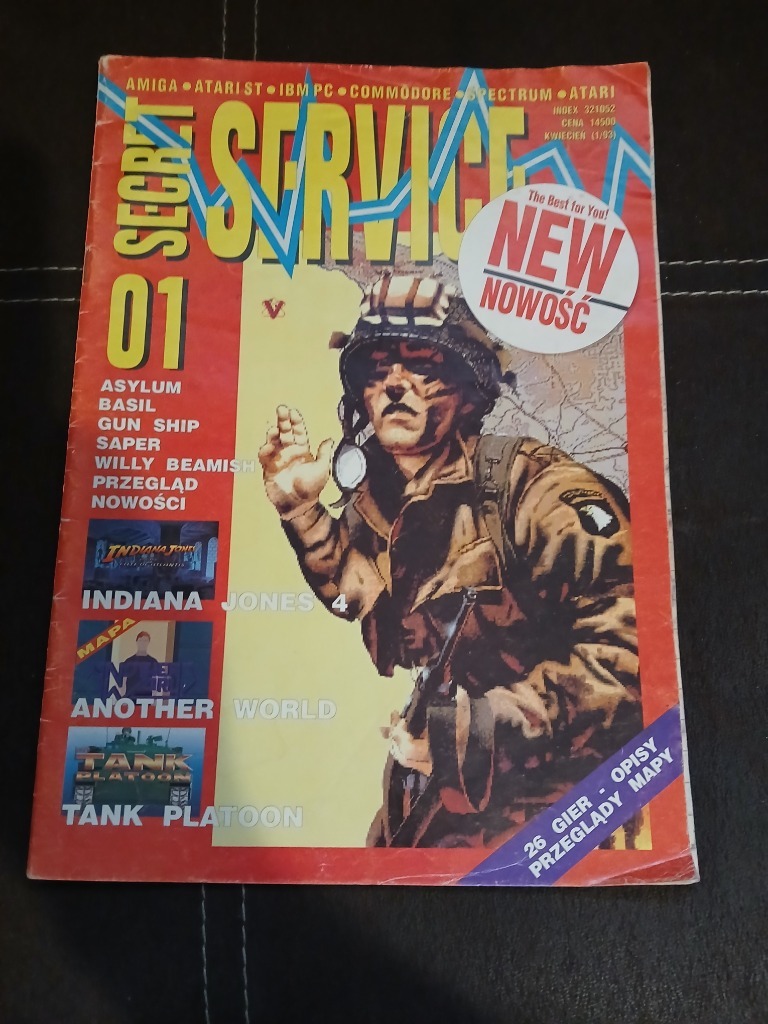 AMIGA • ATARI ST • IBM PC • COMMODORE • SPECTRUM • ATARI
INDEX 321052
CENA 14500
KWIECIEŃ (1/93)
SECRET
SERVICE
The Best for You!
NEW
NOWOŚĆ
01
V
ASYLUM
BASIL
GUN SHIP
SAPER
WILLY BEAMISH
PRZEGLĄD
NOWOŚCI
INDIANA JONES
INDIANA JONES 4
MAPA
ANOTHER WORLD
TANK
PLATOON
TANK PLATOON
26 GIER - OPISY
PRZEGLĄDY MAPY